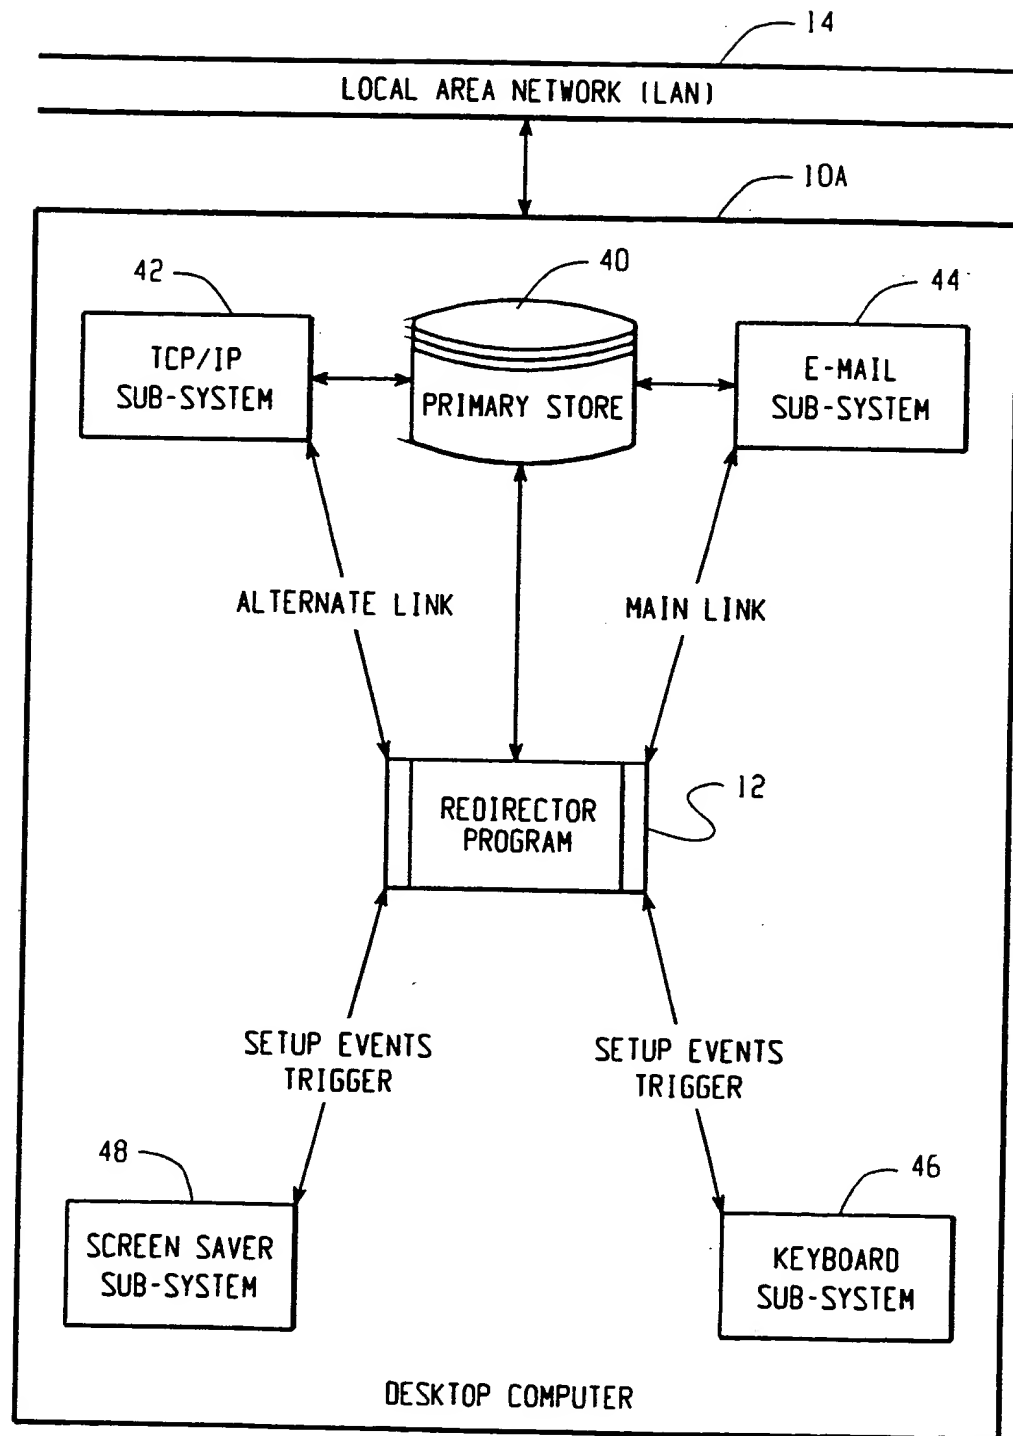 14
LOCAL AREA NETWORK (LAN)
10A
42
40
44
TCP/IP
SUB-SYSTEM
PRIMARY STORE
E-MAIL
SUB-SYSTEM
ALTERNATE LINK
MAIN LINK
12
REDIRECTOR
PROGRAM
SETUP EVENTS
TRIGGER
SETUP EVENTS
TRIGGER
48
46
SCREEN SAVER
SUB-SYSTEM
KEYBOARD
SUB-SYSTEM
DESKTOP COMPUTER